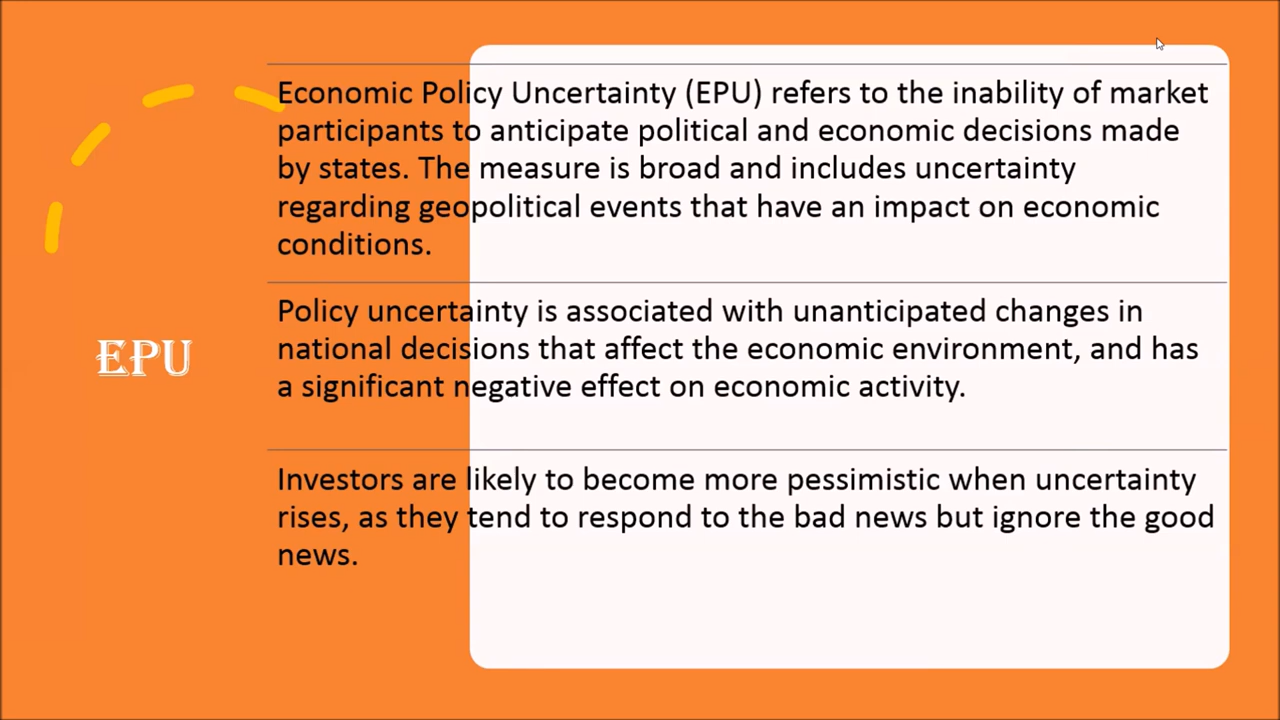 EPU
Economic Policy Uncertainty (EPU) refers to the inability of market
participants to anticipate political and economic decisions made
by states. The measure is broad and includes uncertainty
regarding geopolitical events that have an impact on economic
conditions.
Policy uncertainty is associated with unanticipated changes in
national decisions that affect the economic environment, and has
a significant negative effect on economic activity.
Investors are likely to become more pessimistic when uncertainty
rises, as they tend to respond to the bad news but ignore the good
news.